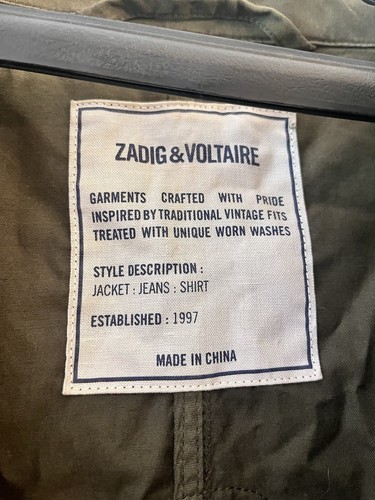 ZADIG & VOLTAIRE
GARMENTS CRAFTED WITH PRIDE
INSPIRED BY TRADITIONAL VINTAGE FITS
TREATED WITH UNIQUE WORN WASHES
STYLE DESCRIPTION :
JACKET : JEANS : SHIRT
ESTABLISHED : 1997
MADE IN CHINA